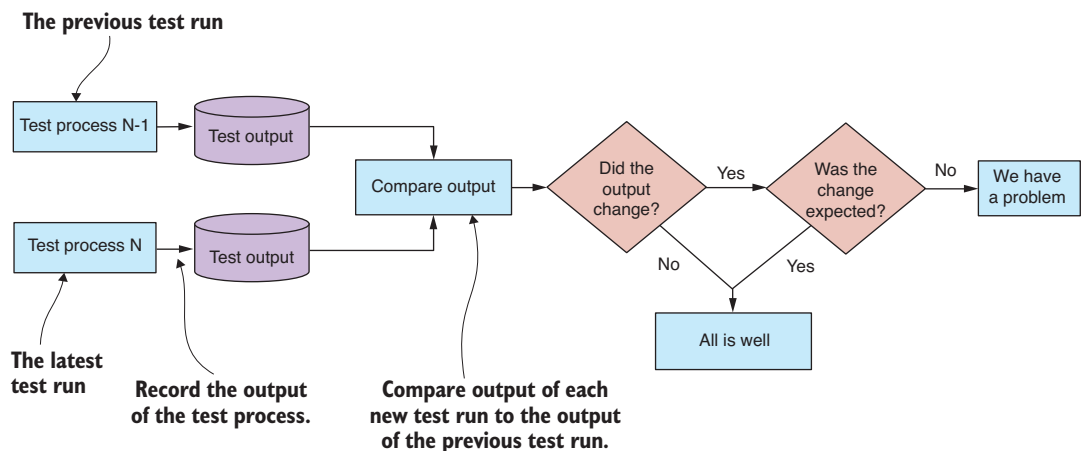 The previous test run
Test process N-1
Test output
Compare output
Did the
output
change?
Yes
Was the
change
expected?
No
We have
a problem
Test process N
Test output
No
Yes
All is well
The latest
test run
Record the output
of the test process.
Compare output of each
new test run to the output
of the previous test run.